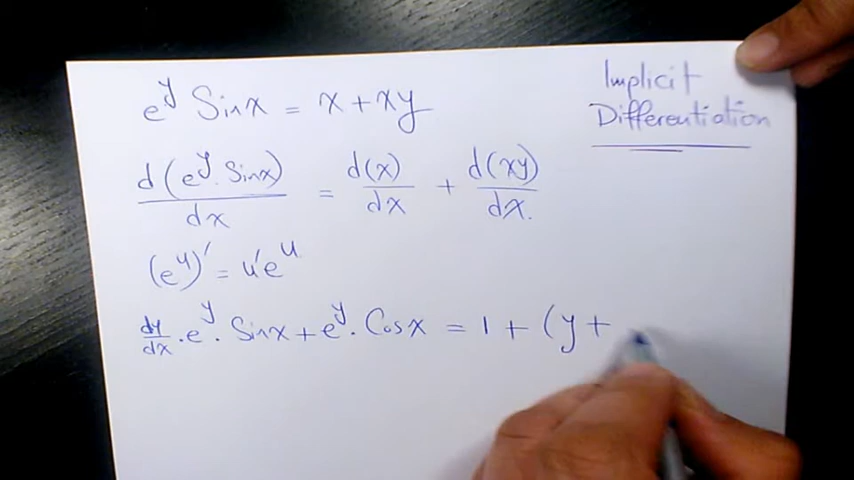 Implicit
Differentiation
e^y Sinx = x + xy
d(e^y. Sinx)/dx = d(x)/dx + d(xy)/dx.
(e^u)' = u'e^u
dy/dx . e^y. Sinx + e^y. Cosx = 1 + (y +